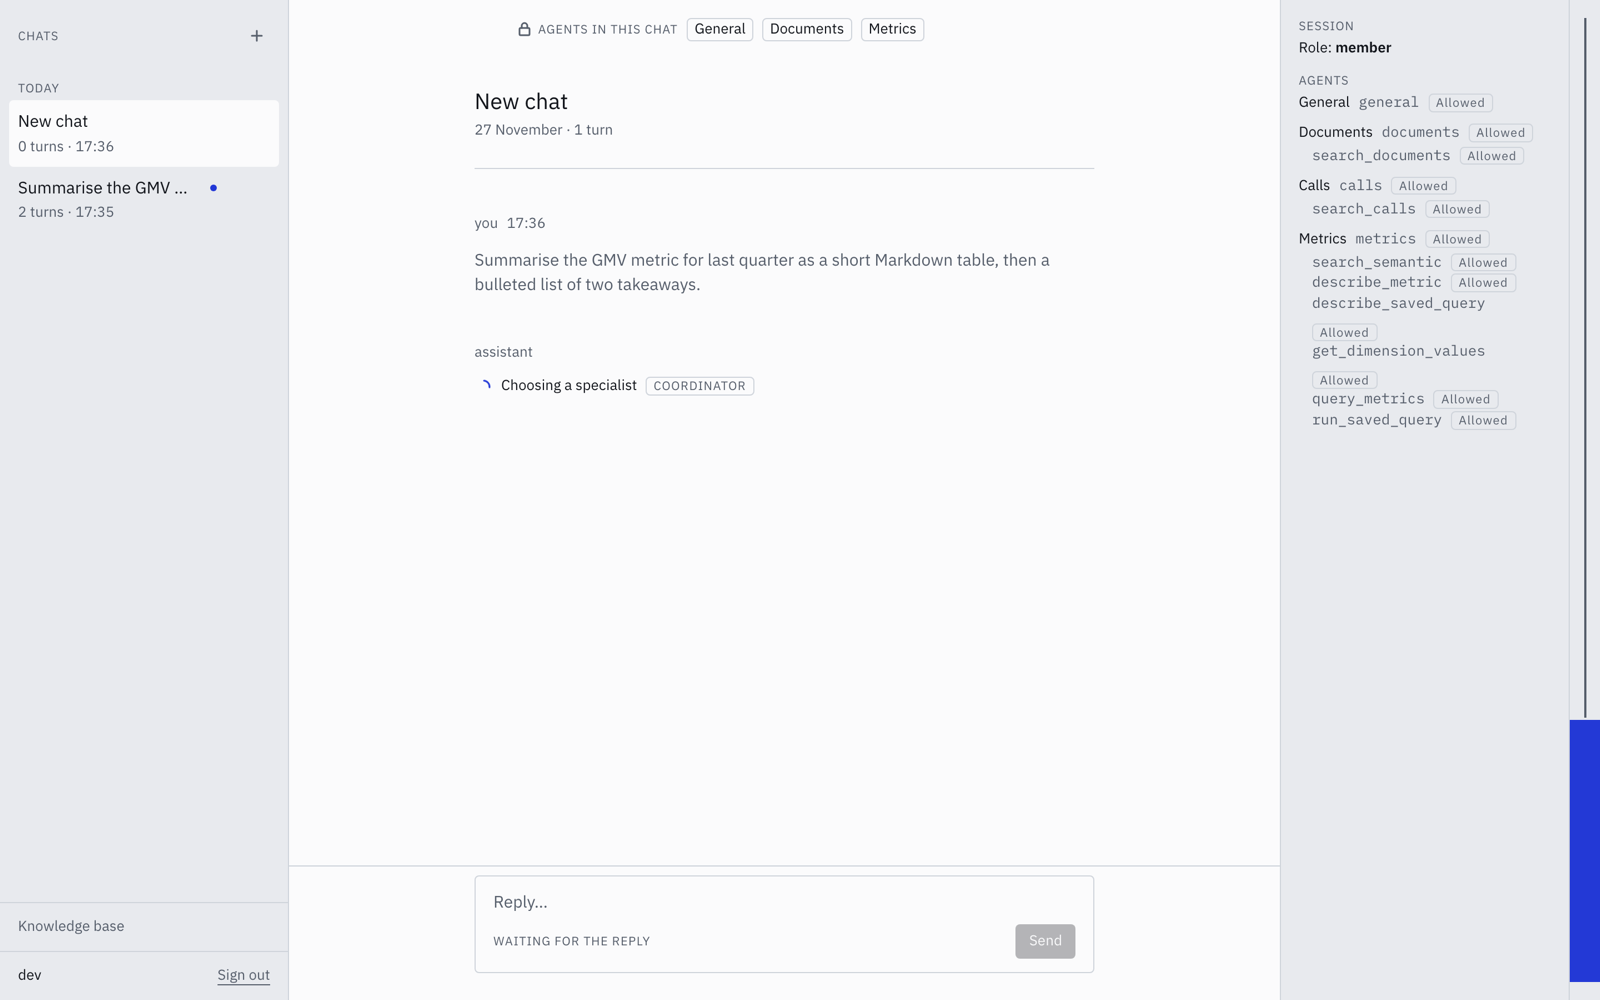 CHATS
TODAY
New chat
0 turns · 17:36
Summarise the GMV ...
2 turns · 17:35
Knowledge base
dev
Sign out
AGENTS IN THIS CHAT General Documents Metrics
New chat
27 November · 1 turn
you 17:36
Summarise the GMV metric for last quarter as a short Markdown table, then a
bulleted list of two takeaways.
assistant
Choosing a specialist COORDINATOR
Reply...
WAITING FOR THE REPLY
Send
SESSION
Role: member
AGENTS
General general Allowed
Documents documents Allowed
search_documents Allowed
Calls calls Allowed
search_calls Allowed
Metrics metrics Allowed
search_semantic Allowed
describe_metric Allowed
describe_saved_query
Allowed
get_dimension_values
Allowed
query_metrics Allowed
run_saved_query Allowed